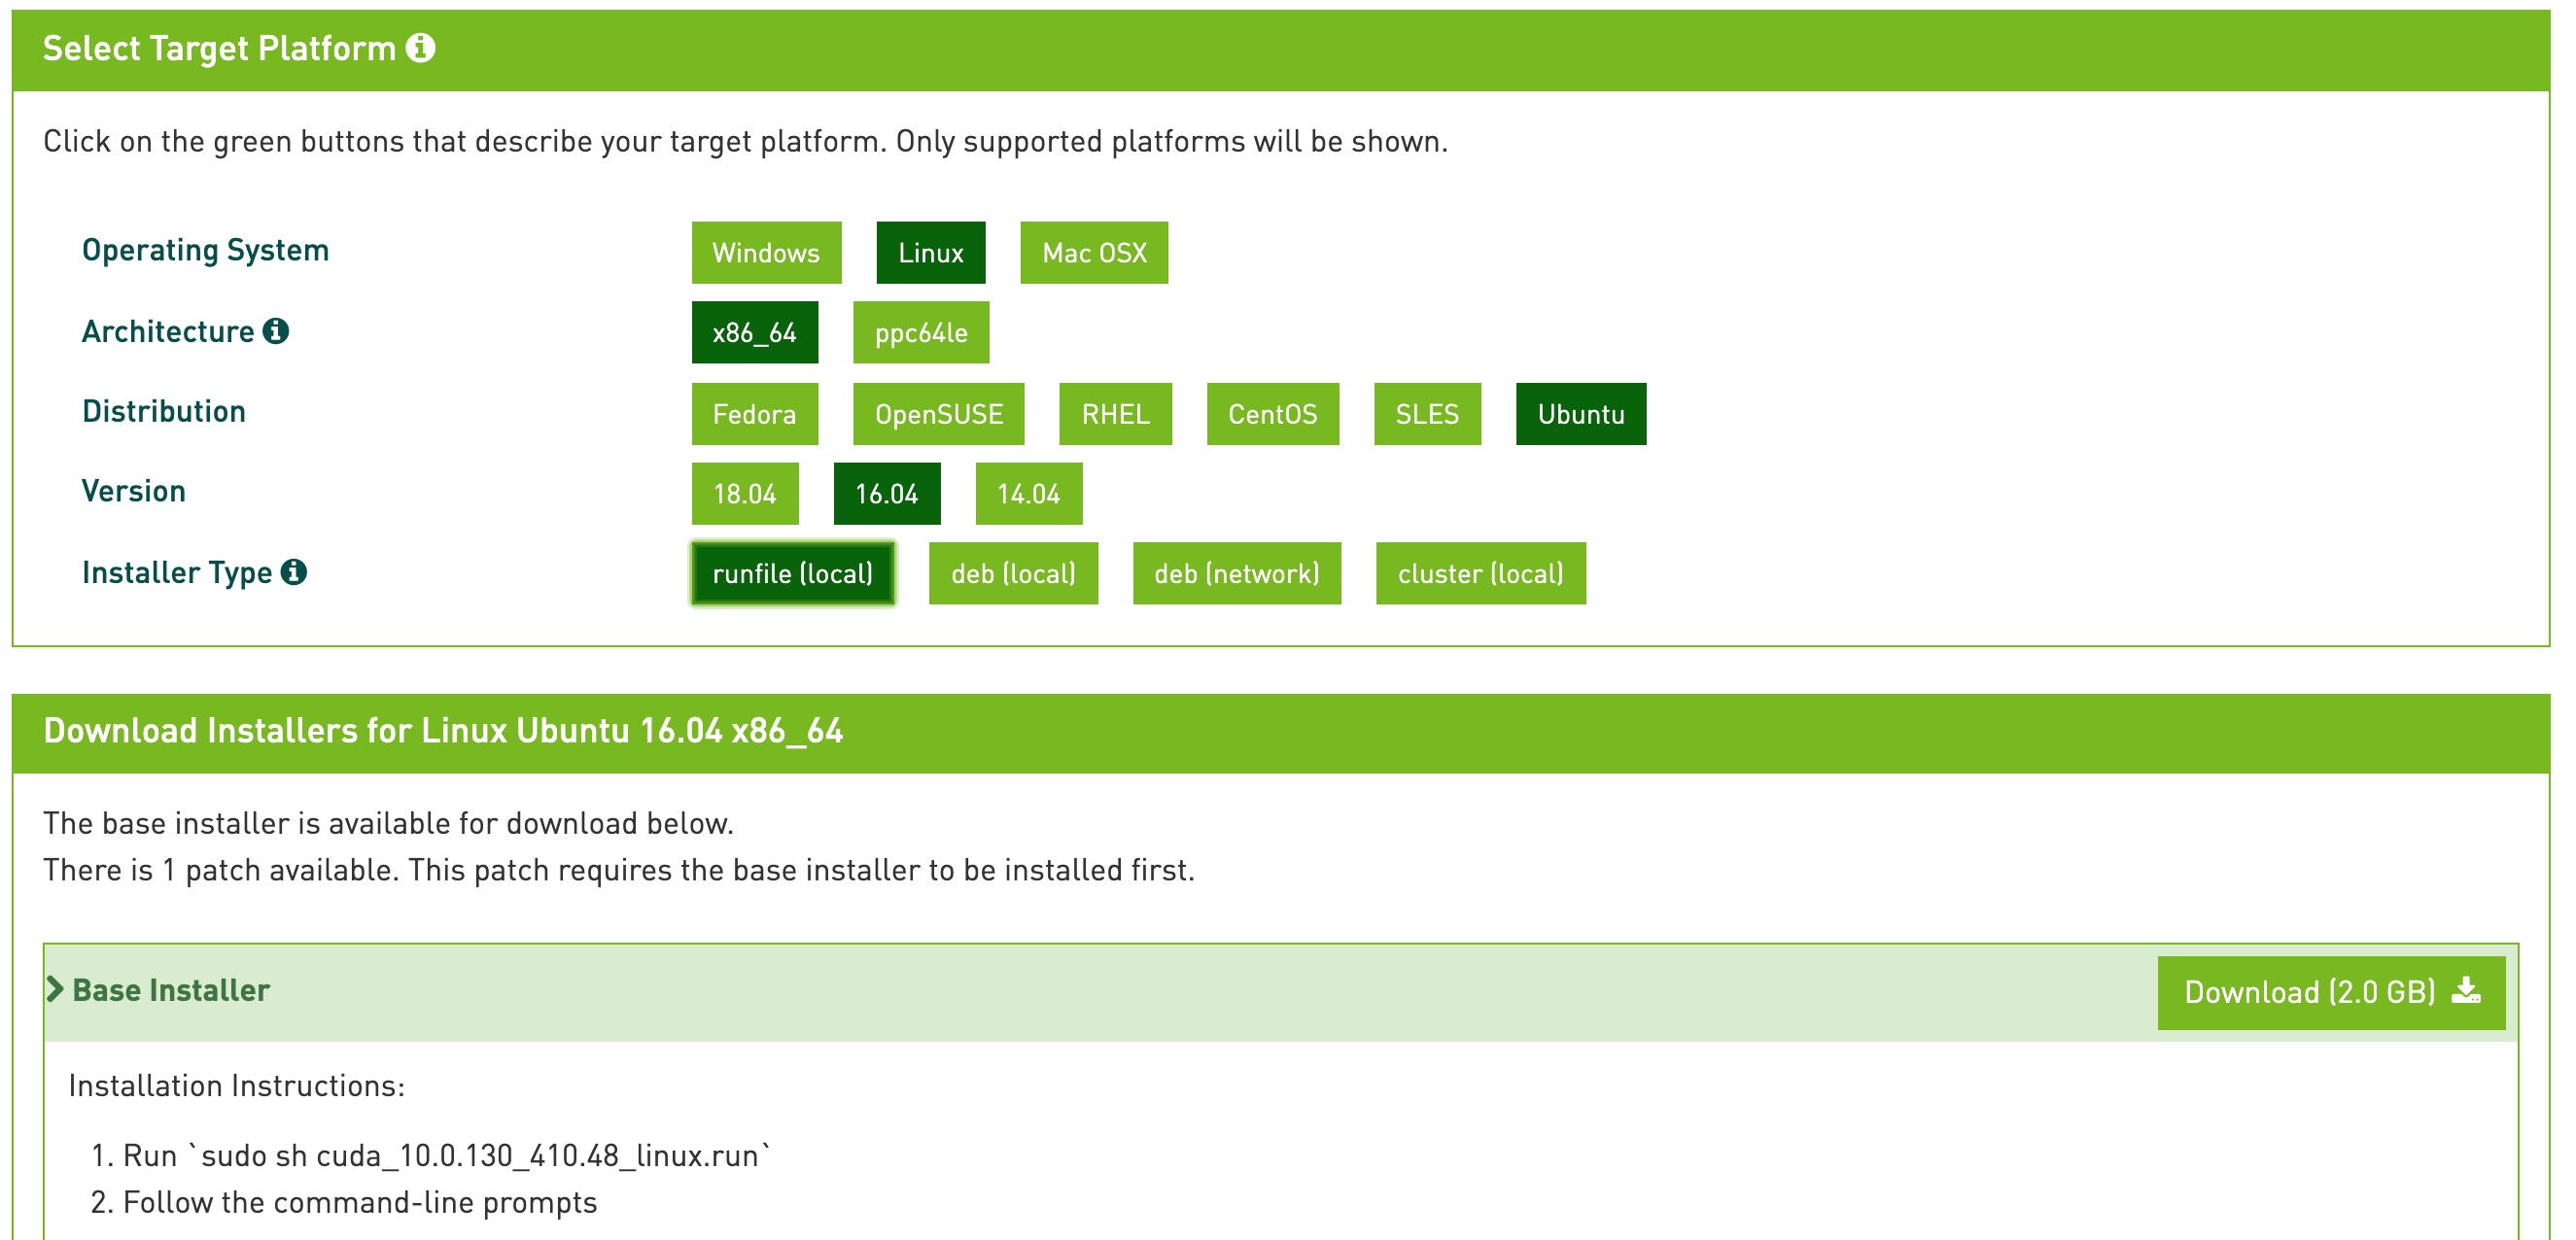 Select Target Platform
Click on the green buttons that describe your target platform. Only supported platforms will be shown.
Operating System Windows Linux Mac OSX
Architecture x86_64 ppc64le
Distribution Fedora OpenSUSE RHEL CentOS SLES Ubuntu
Version 18.04 16.04 14.04
Installer Type runfile (local) deb (local) deb (network) cluster (local)
Download Installers for Linux Ubuntu 16.04 x86_64
The base installer is available for download below.
There is 1 patch available. This patch requires the base installer to be installed first.
Base Installer Download (2.0 GB)
Installation Instructions:
1. Run `sudo sh cuda_10.0.130_410.48_linux.run`
2. Follow the command-line prompts